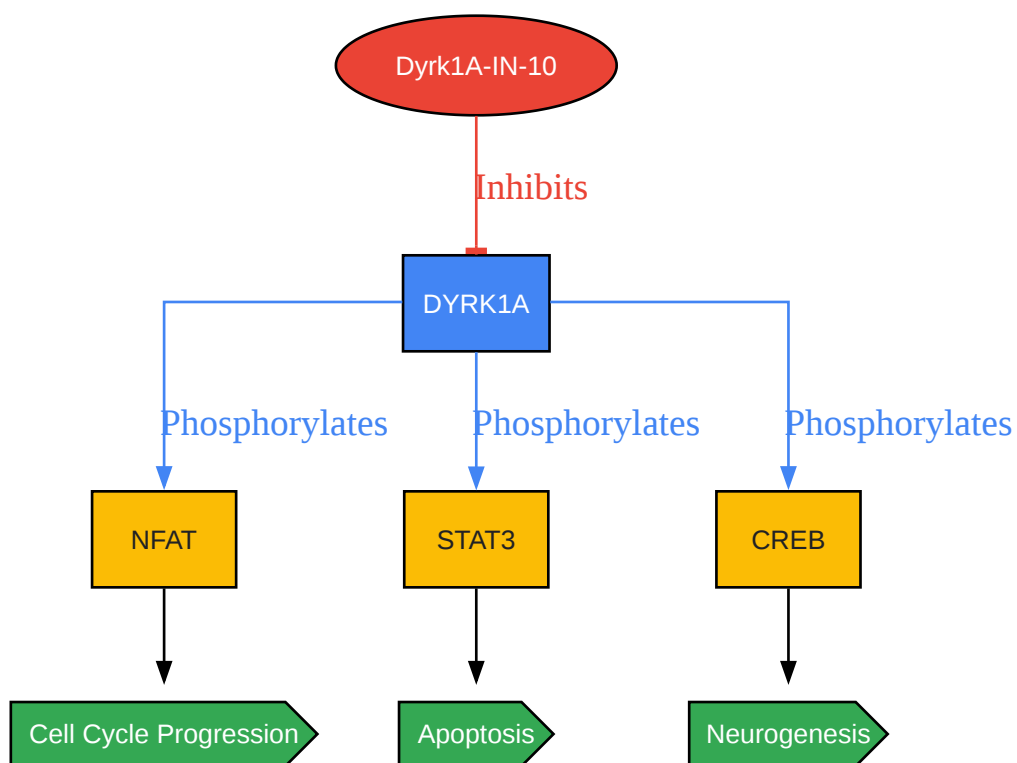 Dyrk1A-IN-10
Inhibits
DYRK1A
Phosphorylates
Phosphorylates
Phosphorylates
NFAT
STAT3
CREB
Cell Cycle Progression
Apoptosis
Neurogenesis